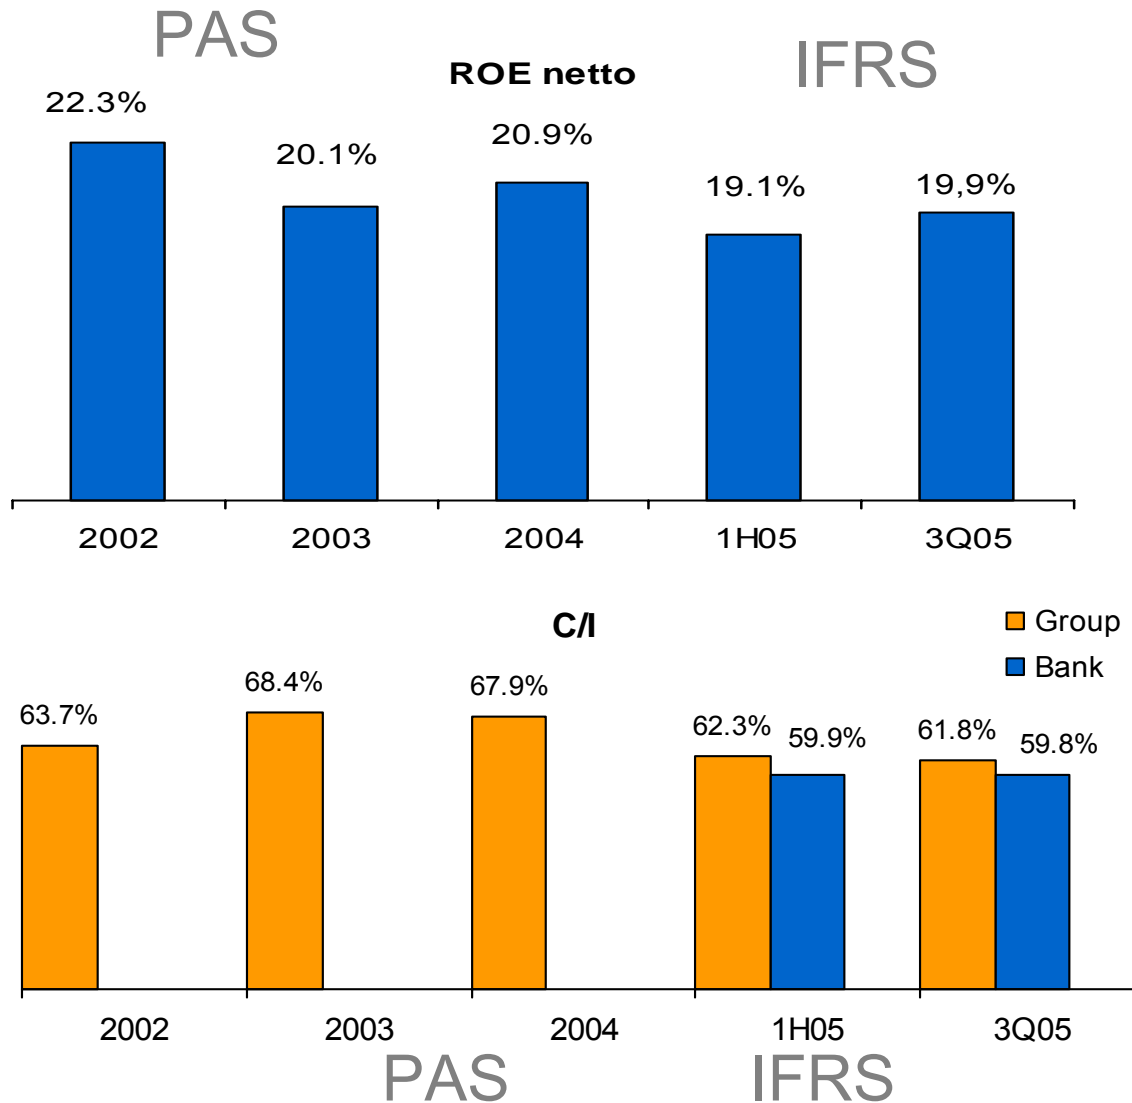 PAS
IFRS
ROE netto
22.3%
20.1%
20.9%
19.1%
19,9%
2002
2003
2004
1H05
3Q05
C/I
Group
Bank
63.7%
68.4%
67.9%
62.3%
59.9%
61.8%
59.8%
2002
2003
2004
1H05
3Q05
PAS
IFRS